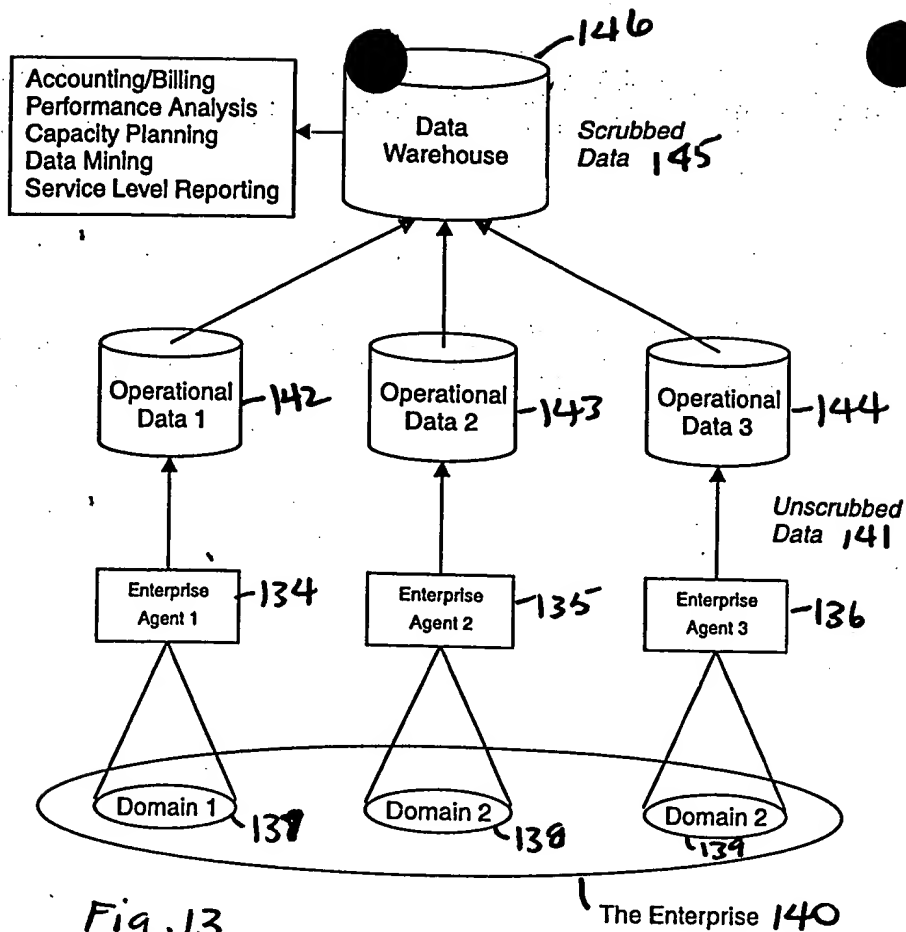 146
Accounting/Billing
Performance Analysis
Capacity Planning
Data Mining
Service Level Reporting
Data
Warehouse
Scrubbed
Data 145
Operational
Data 1
142
Operational
Data 2
143
Operational
Data 3
144
Unscrubbed
Data 141
Enterprise
Agent 1
134
Enterprise
Agent 2
135
Enterprise
Agent 3
136
Domain 1
Domain 2
138
Domain 2
139
Fig. 13
The Enterprise 140